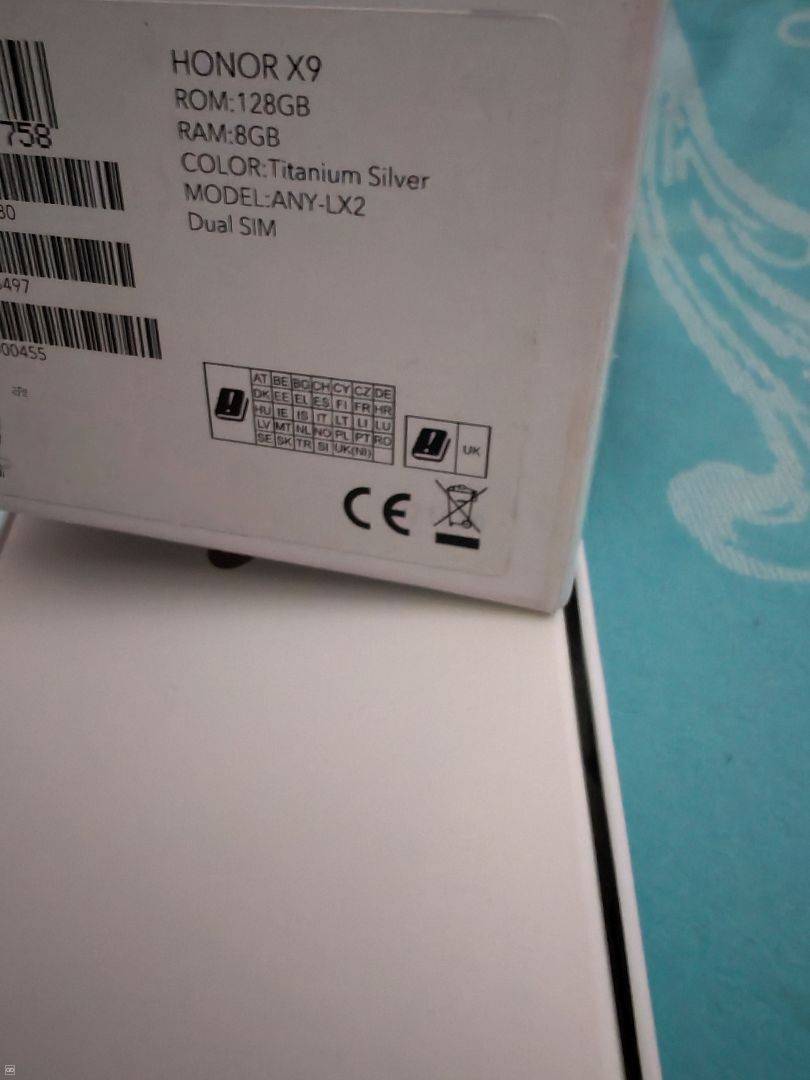 HONOR X9
ROM:128GB
RAM:8GB
COLOR:Titanium Silver
MODEL:ANY-LX2
Dual SIM
758
80
497
00455
AT BE BG CH CY CZ DE
DK EE EL ES FI FR HR
HU IE IS IT LT LI LU
LV MT NL NO PL PT RO
SE SK TR SI UK(NI)
UK
CE